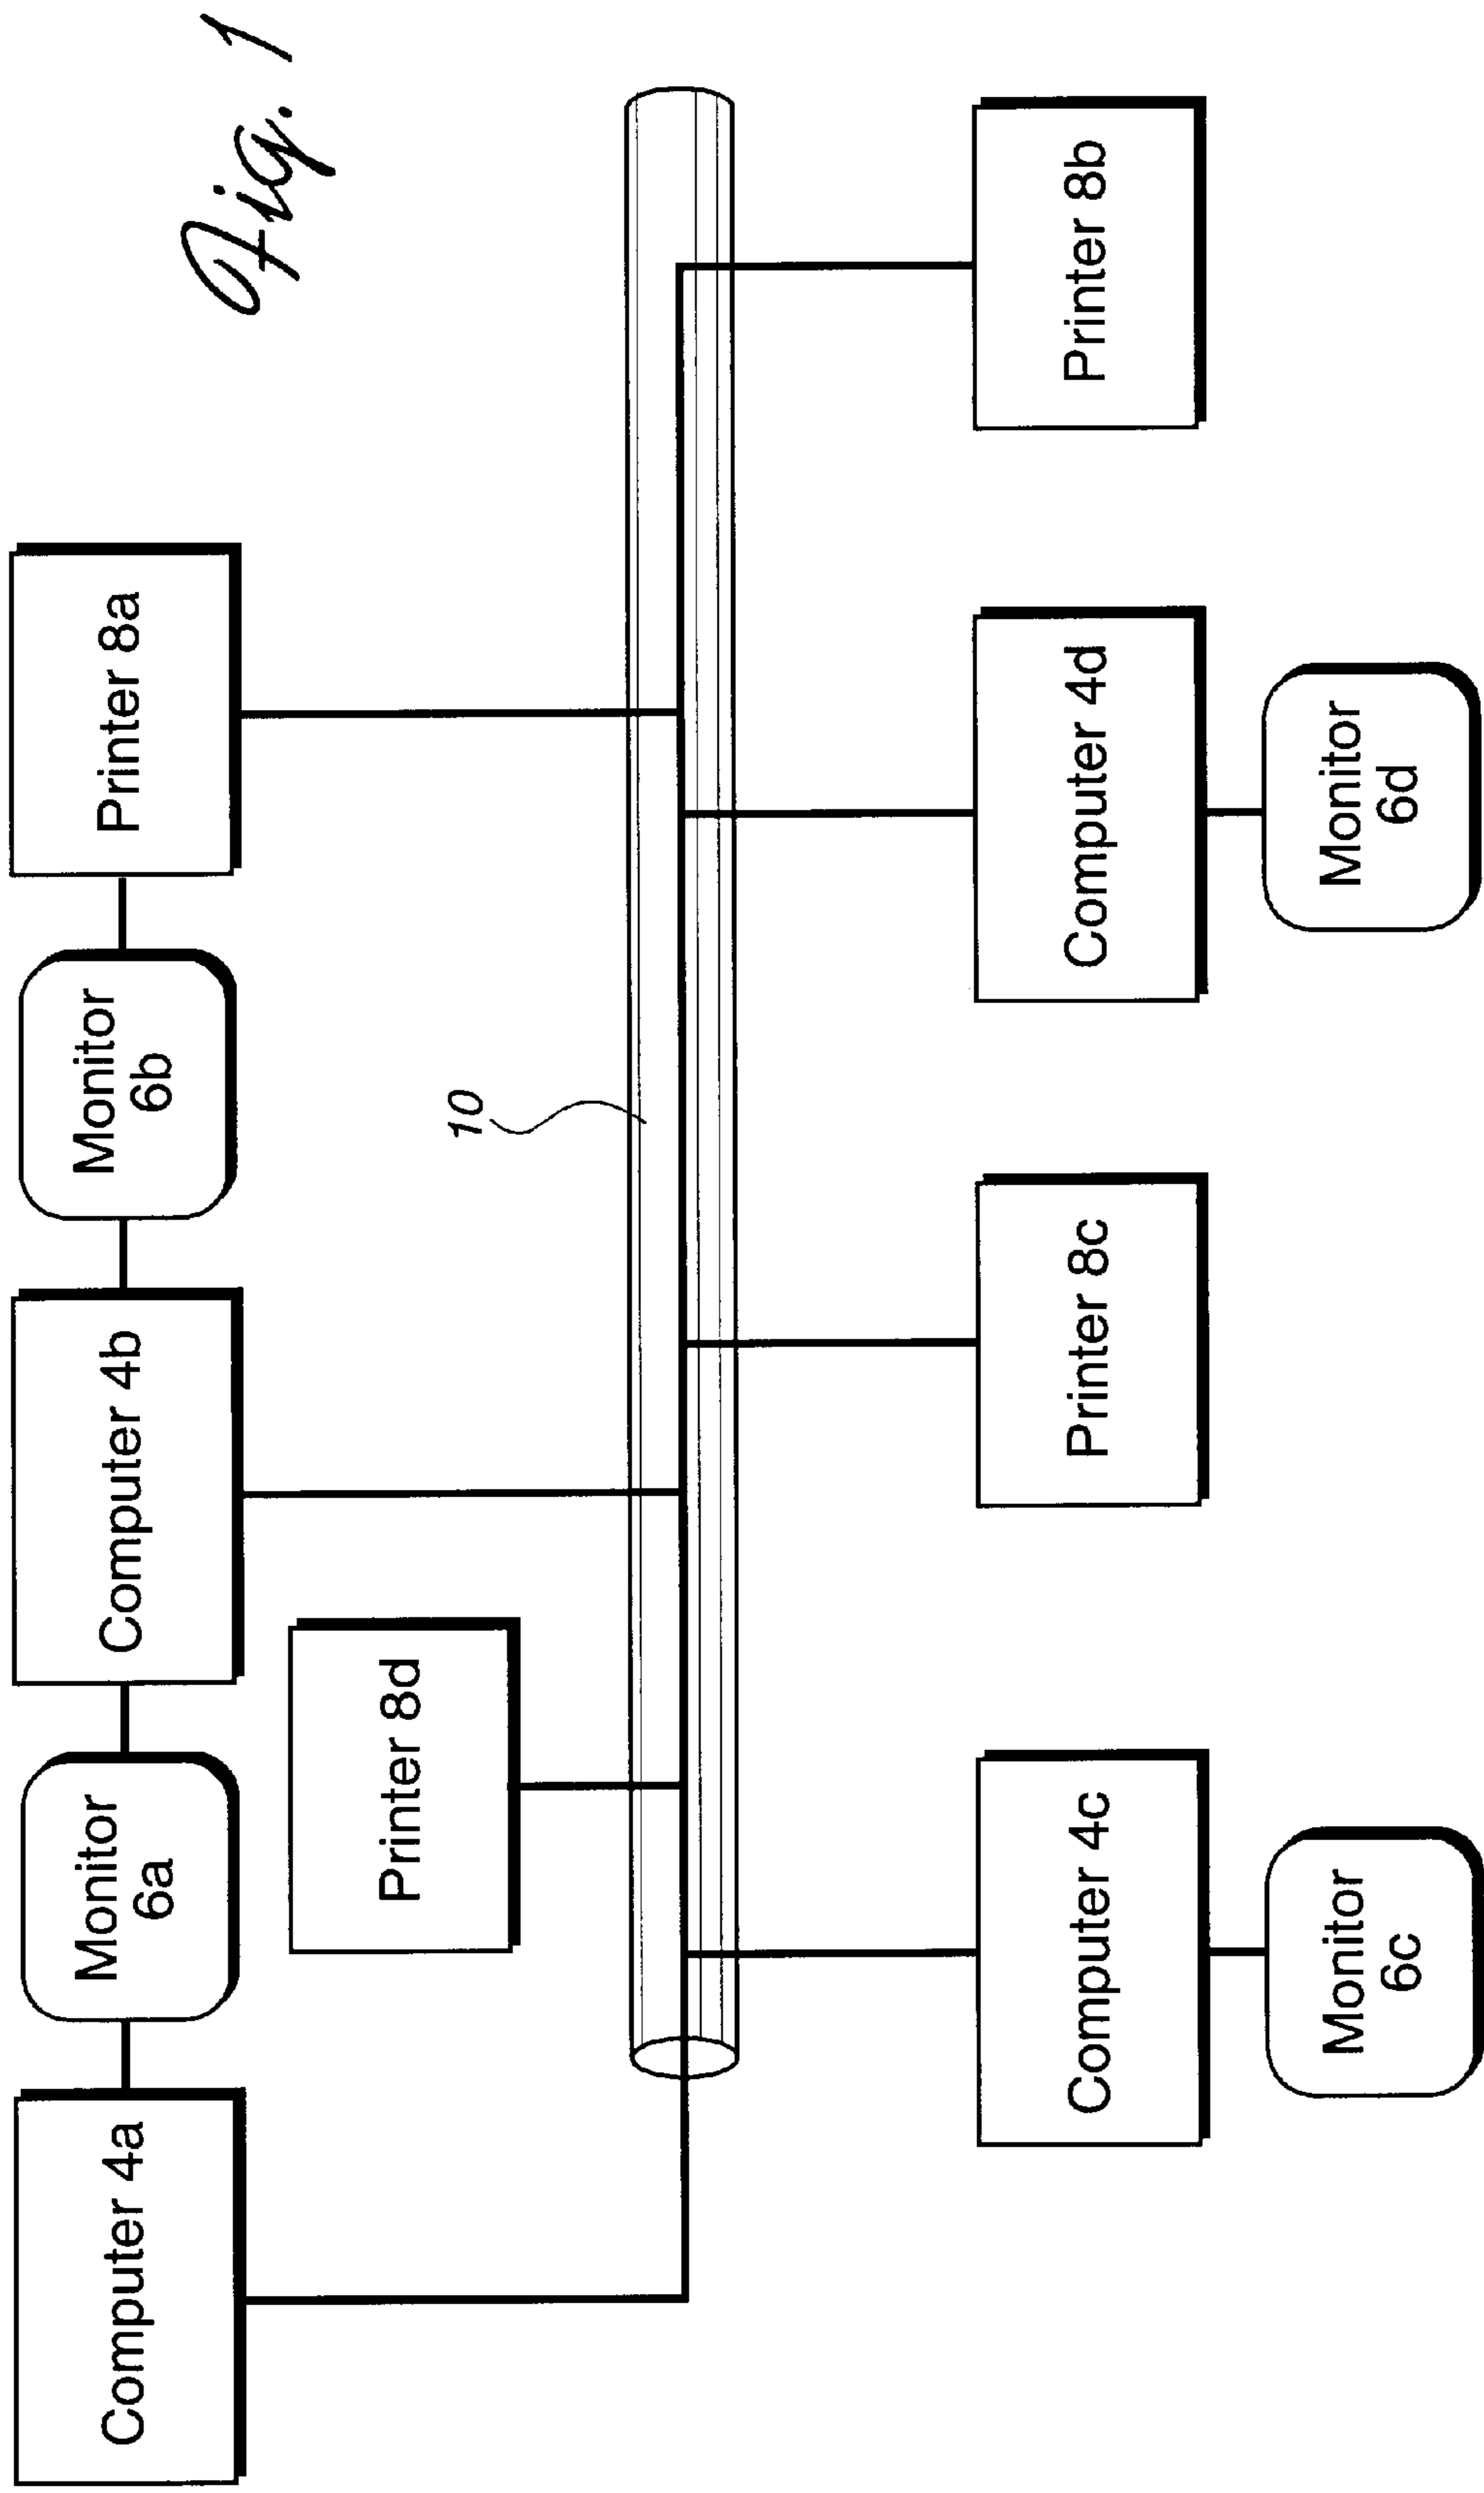 Fig. 1
Computer 4a
Monitor
6a
Computer 4b
Monitor
6b
Printer 8a
Printer 8d
10
Computer 4c
Printer 8c
Computer 4d
Printer 8b
Monitor
6c
Monitor
6d